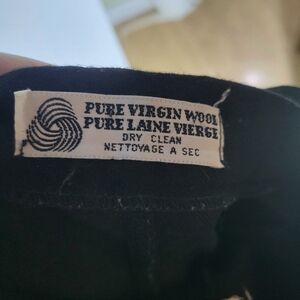 PURE VIRGIN WOOL
PURE LAINE VIERGE
DRY CLEAN
NETTOYAGE A SEC